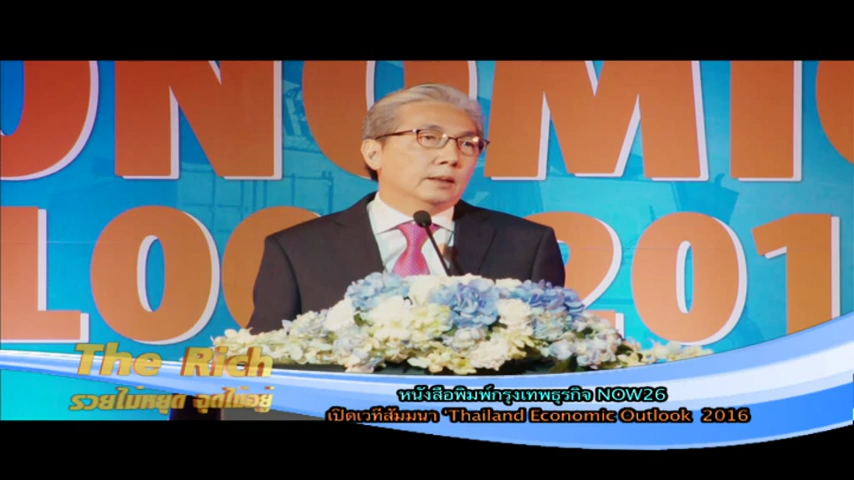 ONOMIC
LOOK 201
The Rich
รวยไม่หยุด ฉุดไม่อยู่
หนังสือพิมพ์กรุงเทพธุรกิจ NOW26
เปิดเวทีสัมมนา 'Thailand Economic Outlook 2016